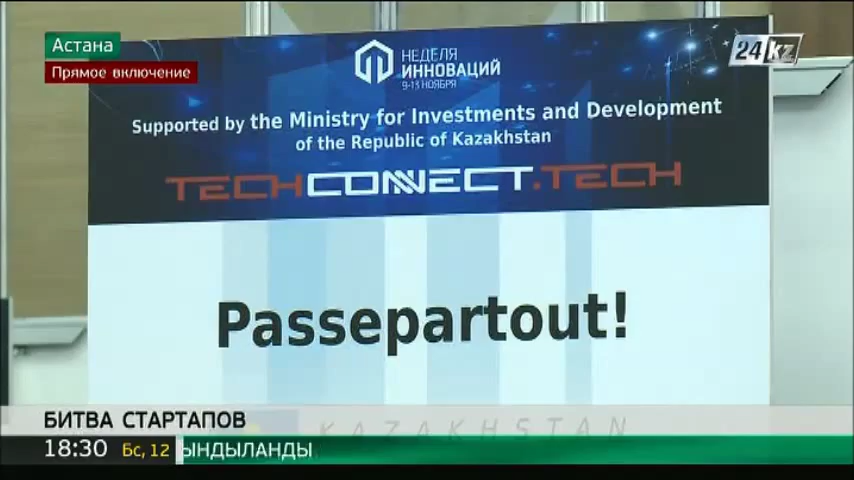 Астана
Прямое включение
24kz
НЕДЕЛЯ
ИННОВАЦИЙ
9-13 НОЯБРЯ
Supported by the Ministry for Investments and Development
of the Republic of Kazakhstan
TECHCONNECT.TECH
Passepartout!
БИТВА СТАРТАПОВ
KAZAKHSTAN
18:30 Бс, 12 ЫНДЫЛАНДЫ